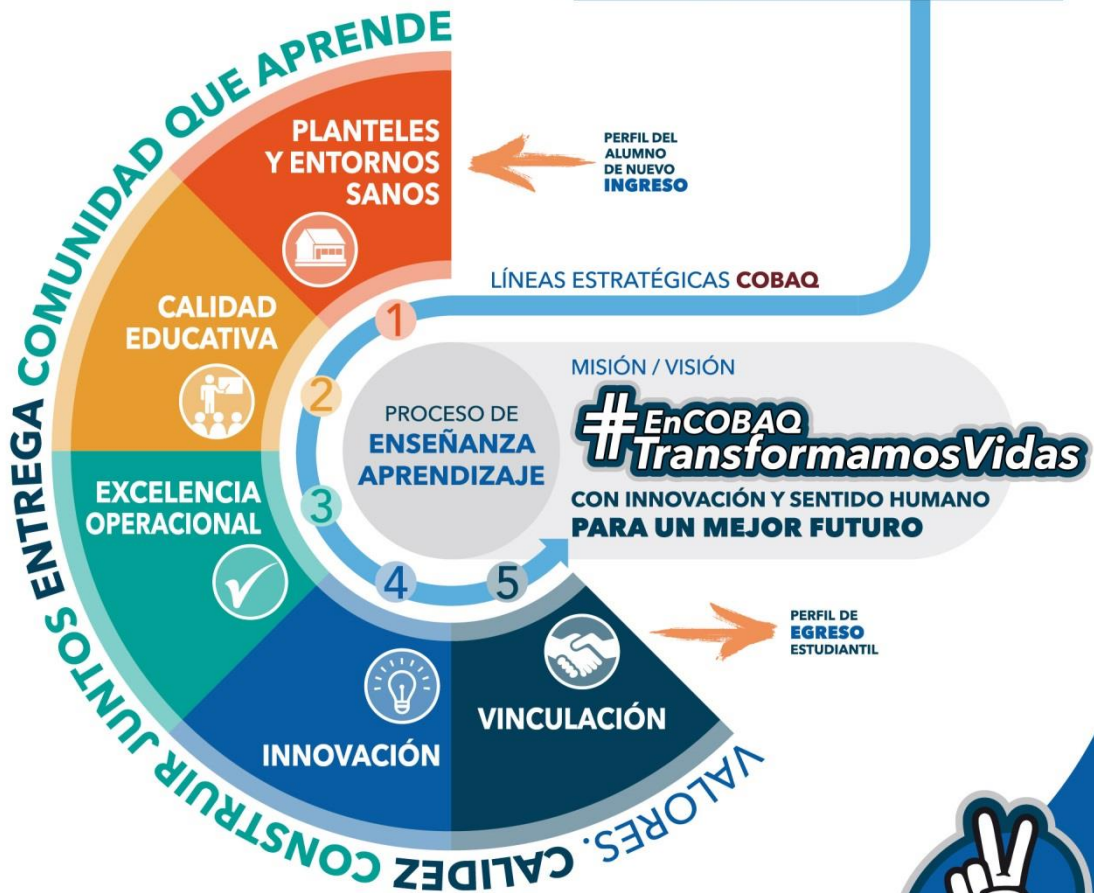 COMUNIDAD QUE APRENDE
PLANTELES
Y ENTORNOS
SANOS
PERFIL DEL
ALUMNO
DE NUEVO
INGRESO
LÍNEAS ESTRATÉGICAS COBAQ
1
CALIDAD
EDUCATIVA
2
PROCESO DE
ENSEÑANZA
APRENDIZAJE
MISIÓN / VISIÓN
#EnCOBAQ
TransformamosVidas
CON INNOVACIÓN Y SENTIDO HUMANO
PARA UN MEJOR FUTURO
EXCELENCIA
OPERACIONAL
3
4
5
INNOVACIÓN
VINCULACIÓN
PERFIL DE
EGRESO
ESTUDIANTIL
VALORES. CALIDEZ CONSTRUIR JUNTOS ENTREGA